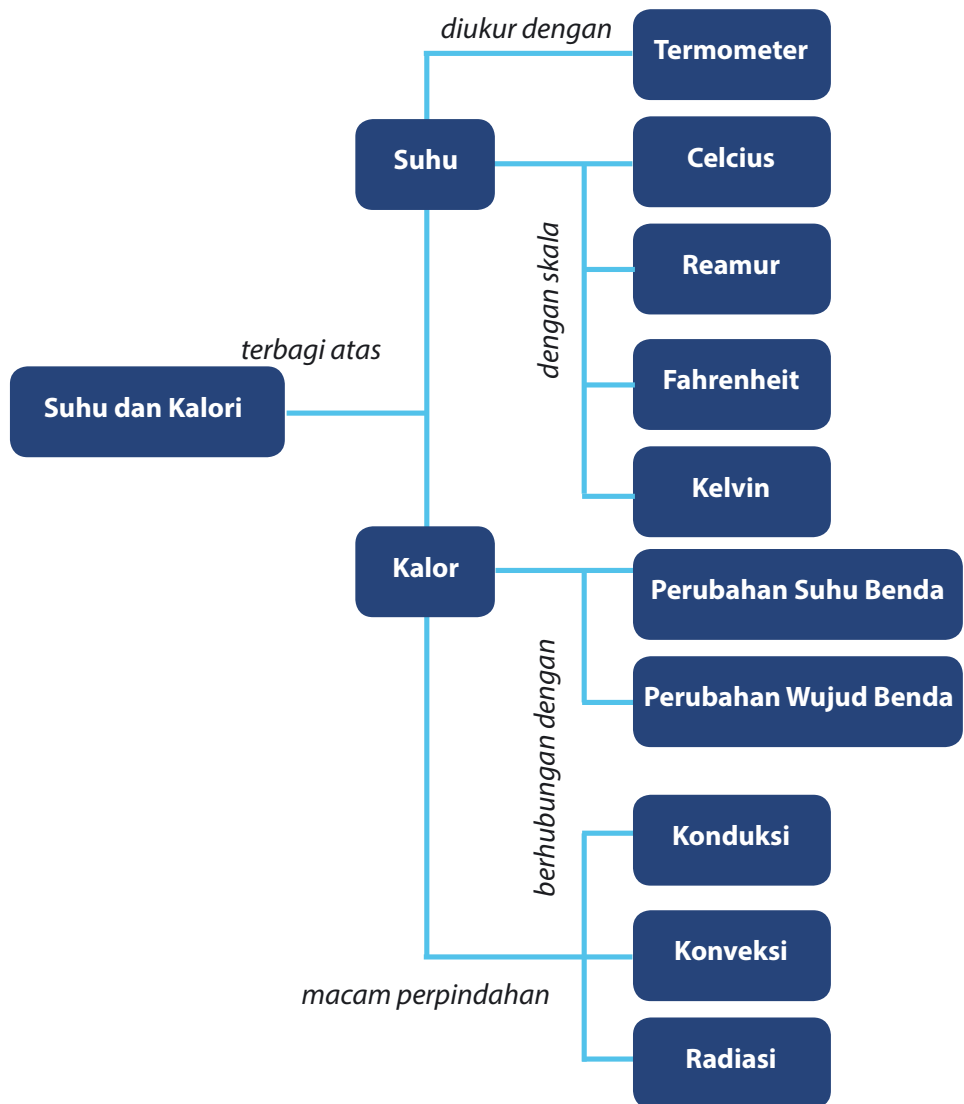 diukur dengan
Termometer
Suhu
Celcius
dengan skala
Reamur
terbagi atas
Fahrenheit
Suhu dan Kalori
Kelvin
Kalor
Perubahan Suhu Benda
berhubungan dengan
Perubahan Wujud Benda
Konduksi
Konveksi
macam perpindahan
Radiasi